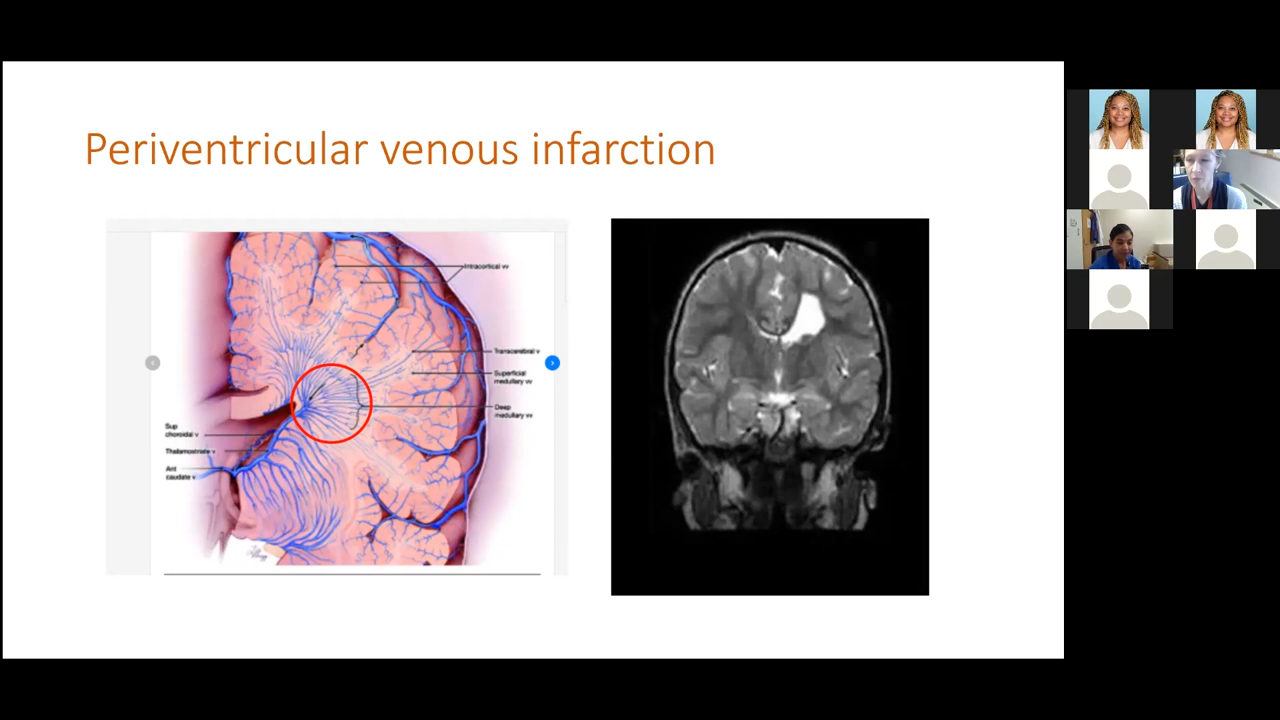 Periventricular venous infarction
Intracortical vv
Transcerebral v
Superficial
medullary vv
Deep
medullary vv
Sup
choroidal v
Thalamostriate v
Ant
caudate v